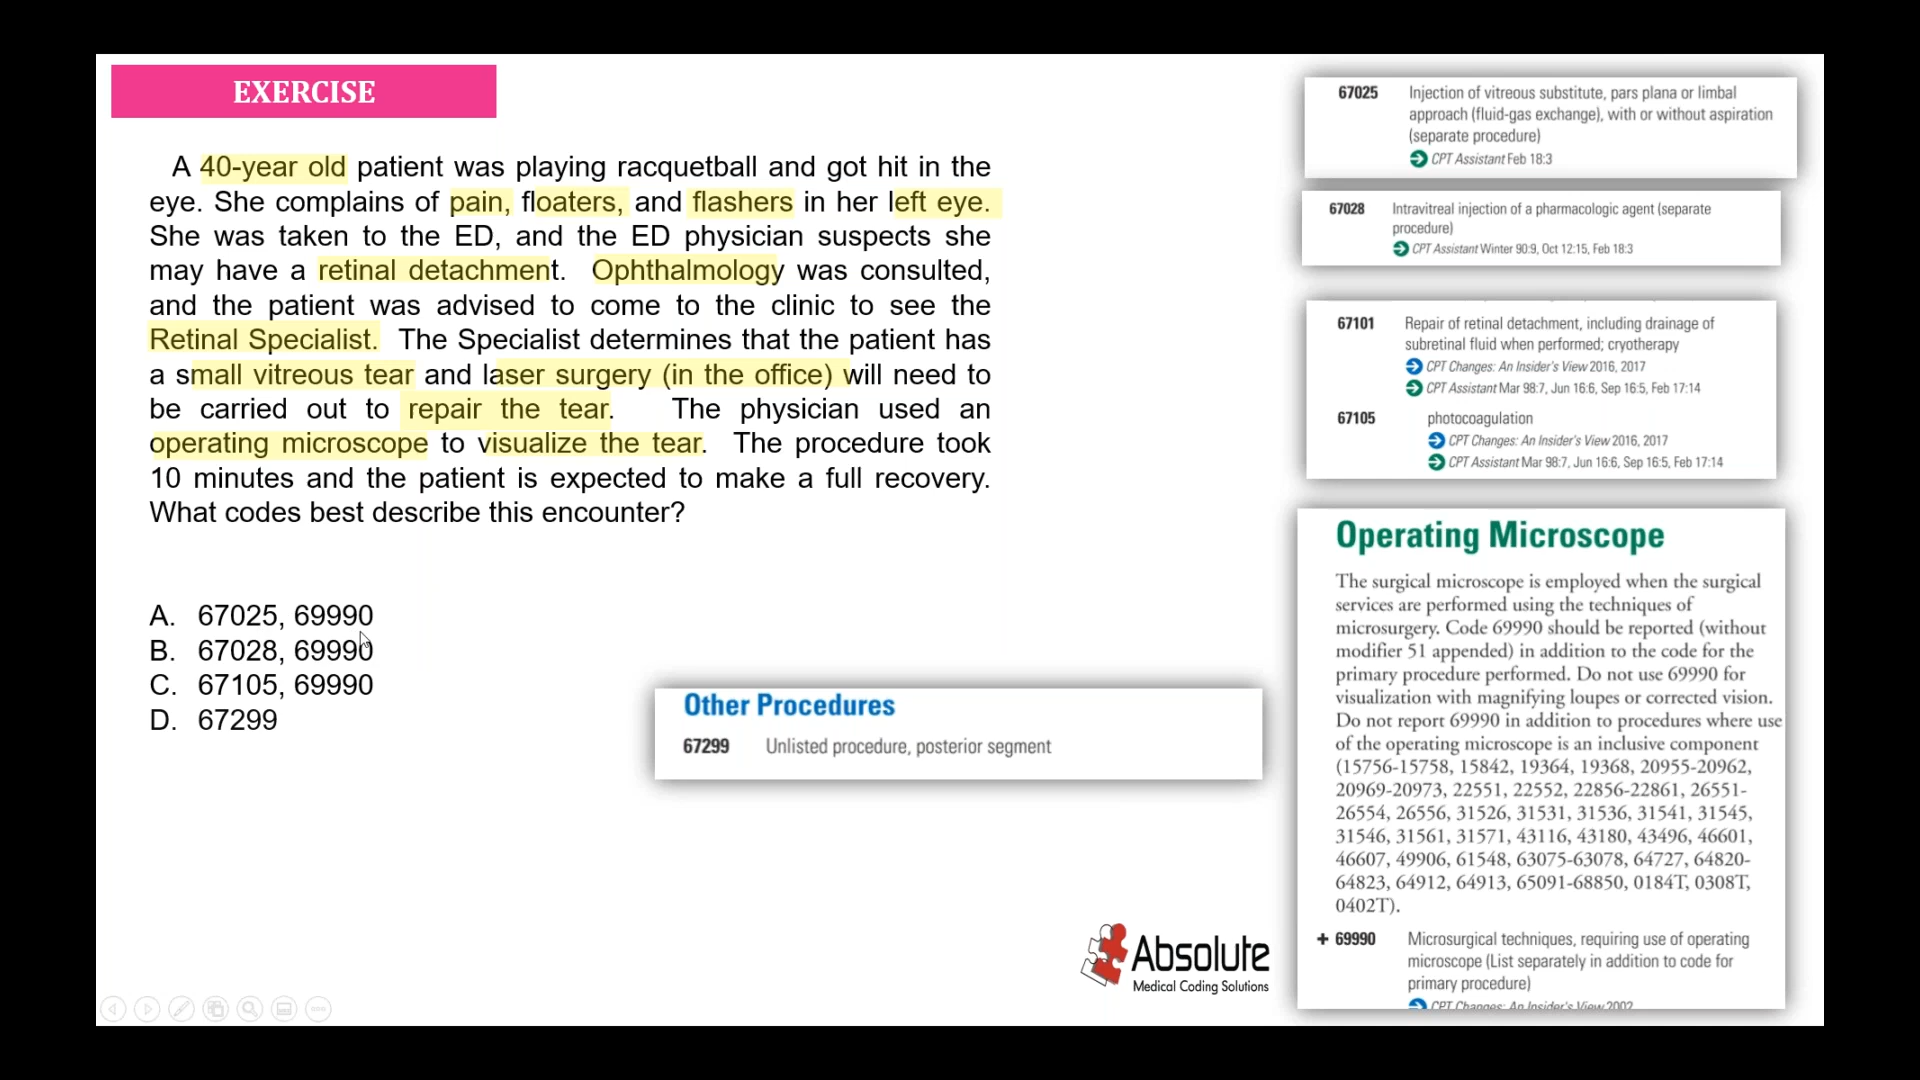 EXERCISE
A 40-year old patient was playing racquetball and got hit in the
eye. She complains of pain, floaters, and flashers in her left eye.
She was taken to the ED, and the ED physician suspects she
may have a retinal detachment. Ophthalmology was consulted,
and the patient was advised to come to the clinic to see the
Retinal Specialist. The Specialist determines that the patient has
a small vitreous tear and laser surgery (in the office) will need to
be carried out to repair the tear. The physician used an
operating microscope to visualize the tear. The procedure took
10 minutes and the patient is expected to make a full recovery.
What codes best describe this encounter?
A. 67025, 69990
B. 67028, 69990
C. 67105, 69990
D. 67299
Other Procedures
67299 Unlisted procedure, posterior segment
67025 Injection of vitreous substitute, pars plana or limbal
approach (fluid-gas exchange), with or without aspiration
(separate procedure)
CPT Assistant Feb 18:3
67028 Intravitreal injection of a pharmacologic agent (separate
procedure)
CPT Assistant Winter 90:9, Oct 12:15, Feb 18:3
67101 Repair of retinal detachment, including drainage of
subretinal fluid when performed; cryotherapy
CPT Changes: An Insider's View 2016, 2017
CPT Assistant Mar 98:7, Jun 16:6, Sep 16:5, Feb 17:14
67105 photocoagulation
CPT Changes: An Insider's View 2016, 2017
CPT Assistant Mar 98:7, Jun 16:6, Sep 16:5, Feb 17:14
Operating Microscope
The surgical microscope is employed when the surgical
services are performed using the techniques of
microsurgery. Code 69990 should be reported (without
modifier 51 appended) in addition to the code for the
primary procedure performed. Do not use 69990 for
visualization with magnifying loupes or corrected vision.
Do not report 69990 in addition to procedures where use
of the operating microscope is an inclusive component
(15756-15758, 15842, 19364, 19368, 20955-20962,
20969-20973, 22551, 22552, 22856-22861, 26551-
26554, 26556, 31526, 31531, 31536, 31541, 31545,
31546, 31561, 31571, 43116, 43180, 43496, 46601,
46607, 49906, 61548, 63075-63078, 64727, 64820-
64823, 64912, 64913, 65091-68850, 0184T, 0308T,
0402T).
+ 69990 Microsurgical techniques, requiring use of operating
microscope (List separately in addition to code for
primary procedure)
CPT Changes: An Insider's View 2002
Absolute
Medical Coding Solutions